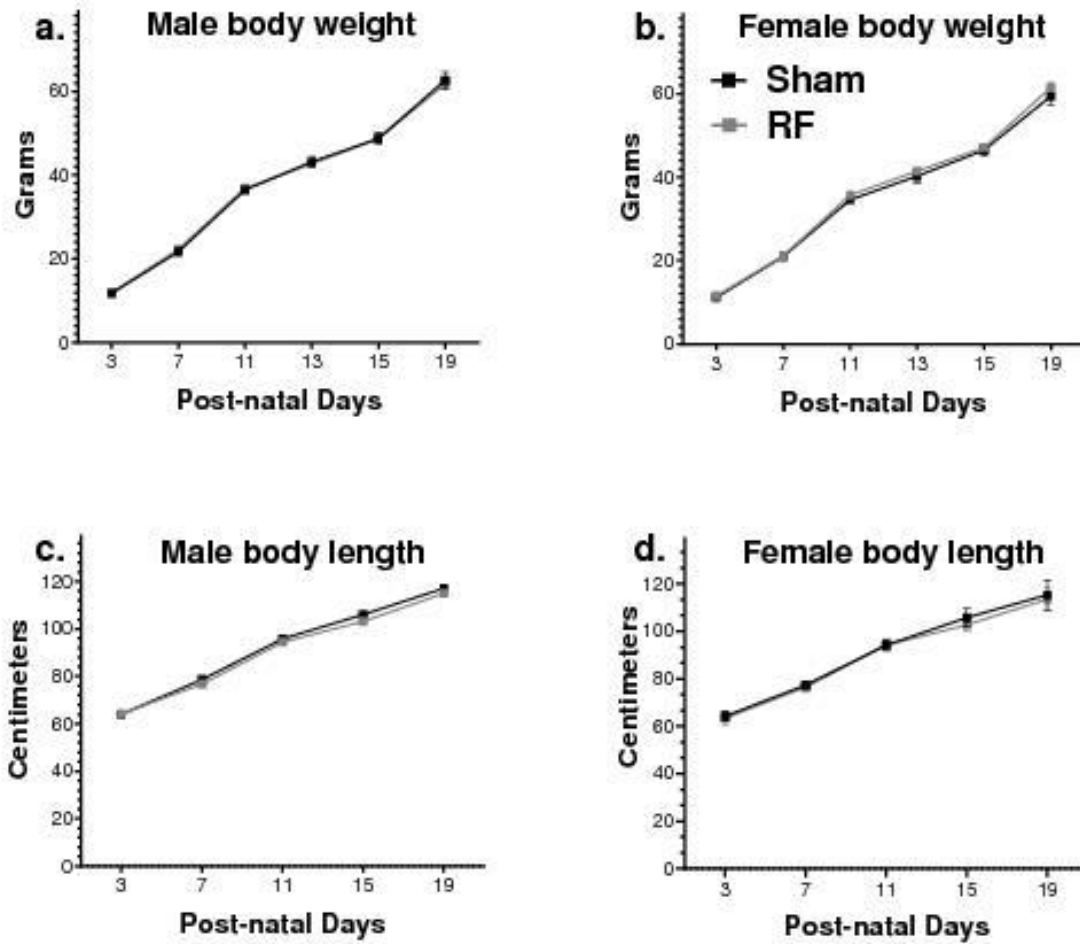 a. Male body weight
60
40
20
0
Grams
3 7 11 13 15 19
Post-natal Days
b. Female body weight
Sham
RF
60
40
20
0
Grams
3 7 11 13 15 19
Post-natal Days
c. Male body length
120
100
80
60
40
20
0
Centimeters
3 7 11 15 19
Post-natal Days
d. Female body length
120
100
80
60
40
20
0
Centimeters
3 7 11 15 19
Post-natal Days